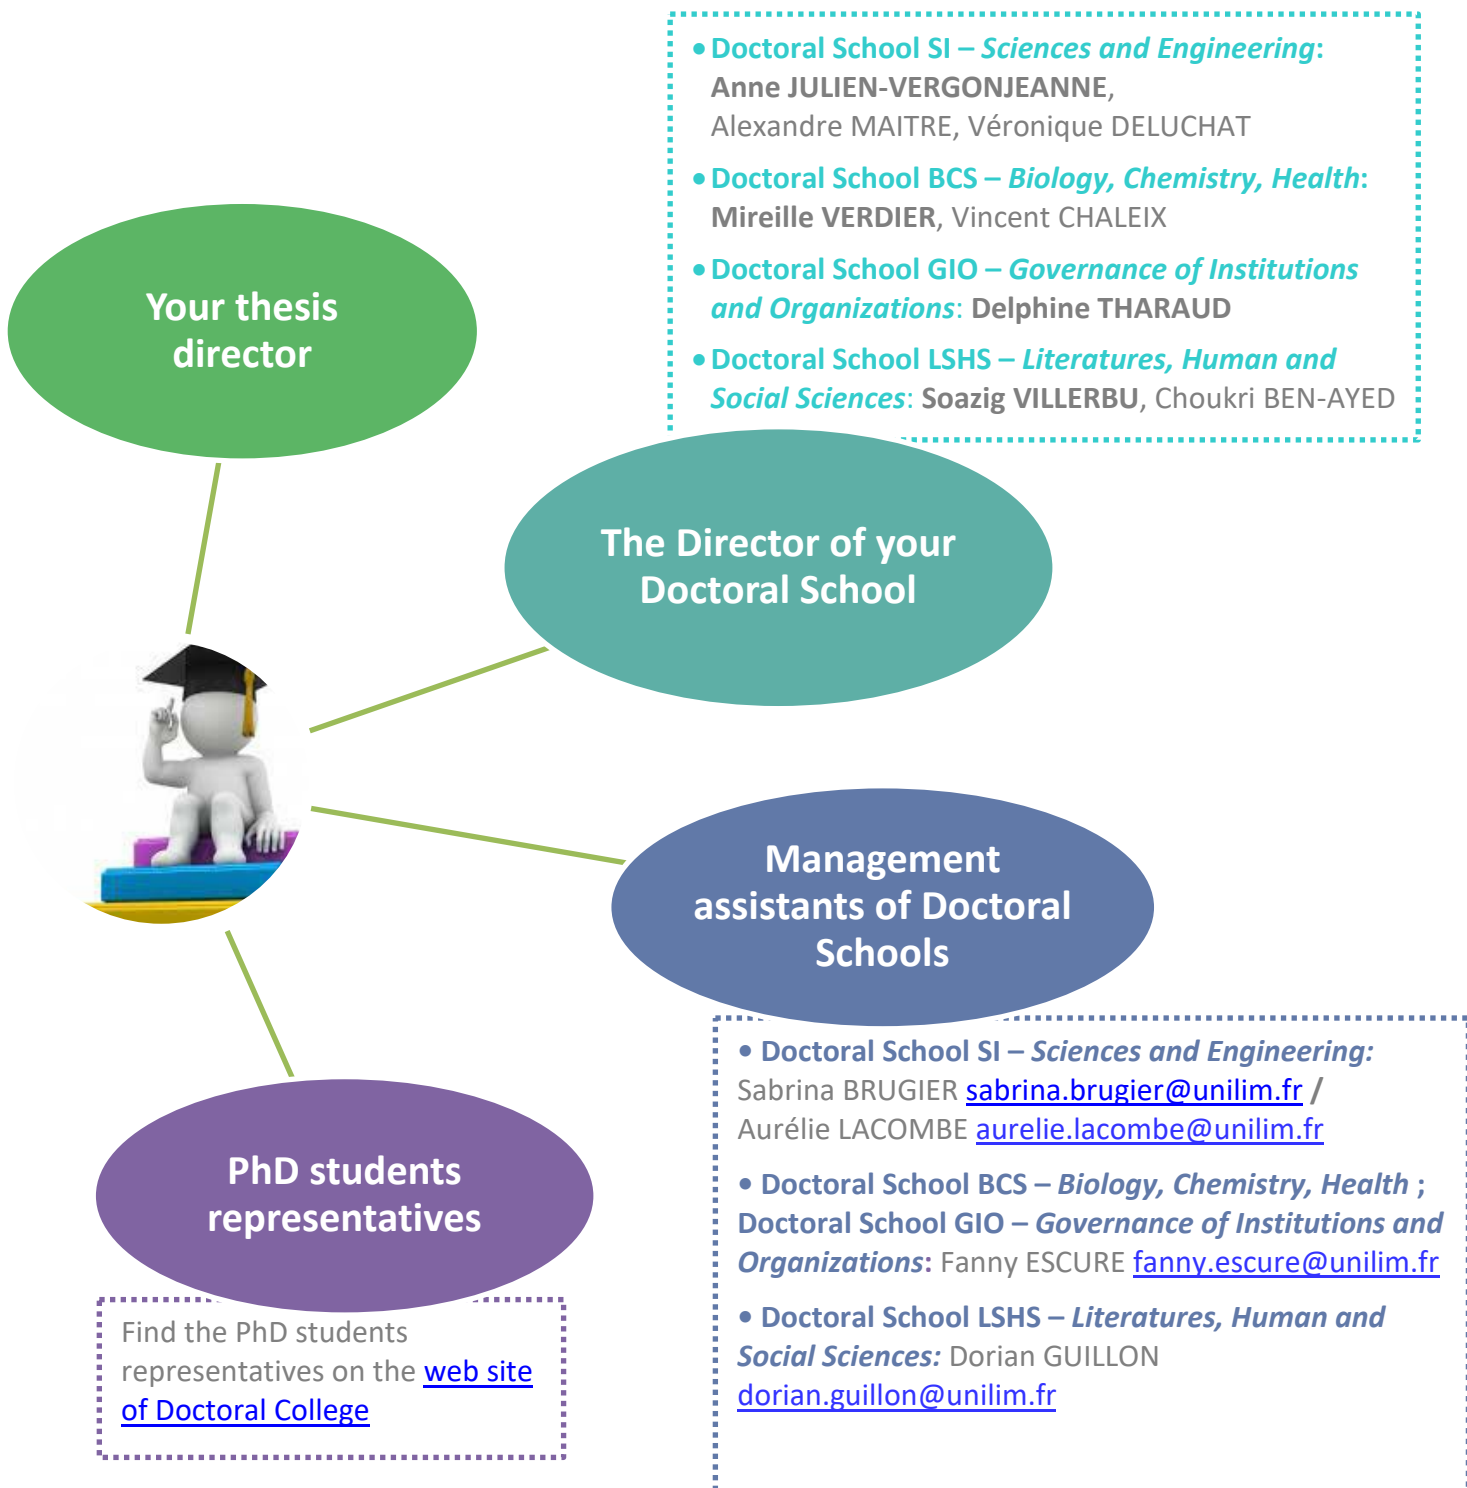 • Doctoral School SI – Sciences and Engineering:
Anne JULIEN-VERGONJEANNE,
Alexandre MAITRE, Véronique DELUCHAT
• Doctoral School BCS – Biology, Chemistry, Health:
Mireille VERDIER, Vincent CHALEIX
• Doctoral School GIO – Governance of Institutions
and Organizations: Delphine THARAUD
• Doctoral School LSHS – Literatures, Human and
Social Sciences: Soazig VILLERBU, Choukri BEN-AYED
Your thesis
director
The Director of your
Doctoral School
Management
assistants of Doctoral
Schools
• Doctoral School SI – Sciences and Engineering:
Sabrina BRUGIER sabrina.brugier@unilim.fr /
Aurélie LACOMBE aurelie.lacombe@unilim.fr
• Doctoral School BCS – Biology, Chemistry, Health ;
Doctoral School GIO – Governance of Institutions and
Organizations: Fanny ESCURE fanny.escure@unilim.fr
• Doctoral School LSHS – Literatures, Human and
Social Sciences: Dorian GUILLON
dorian.guillon@unilim.fr
PhD students
representatives
Find the PhD students
representatives on the web site
of Doctoral College